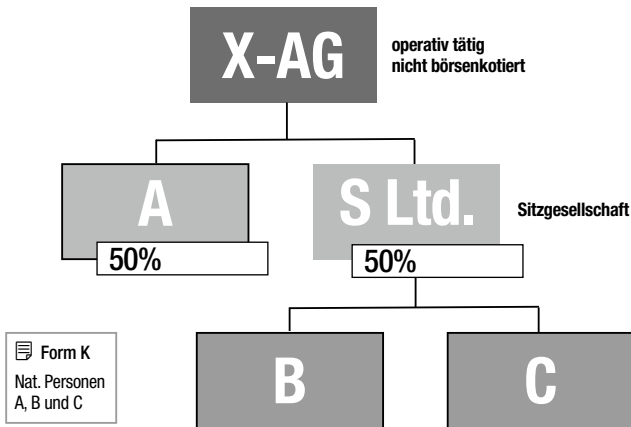 X-AG
operativ tätig
nicht börsenkotiert
A
S Ltd.
Sitzgesellschaft
50%
50%
Form K
Nat. Personen
A, B und C
B
C